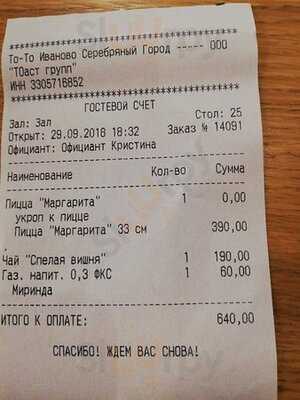 То-То Иваново Серебряный Город ----- ООО
"ТОаст групп"
ИНН 3305716852
ГОСТЕВОЙ СЧЕТ
Зал: Зал Стол: 25
Открыт: 29.09.2018 18:32 Заказ № 14091
Официант: Официант Кристина
Наименование Кол-во Сумма
Пицца "Маргарита" 1 0,00
укроп к пицце
Пицца "Маргарита" 33 см 390,00
Чай "Спелая вишня" 1 190,00
Газ. напит. 0,3 ФКС 1 60,00
Миринда
ИТОГО К ОПЛАТЕ: 640,00
СПАСИБО! ЖДЕМ ВАС СНОВА!